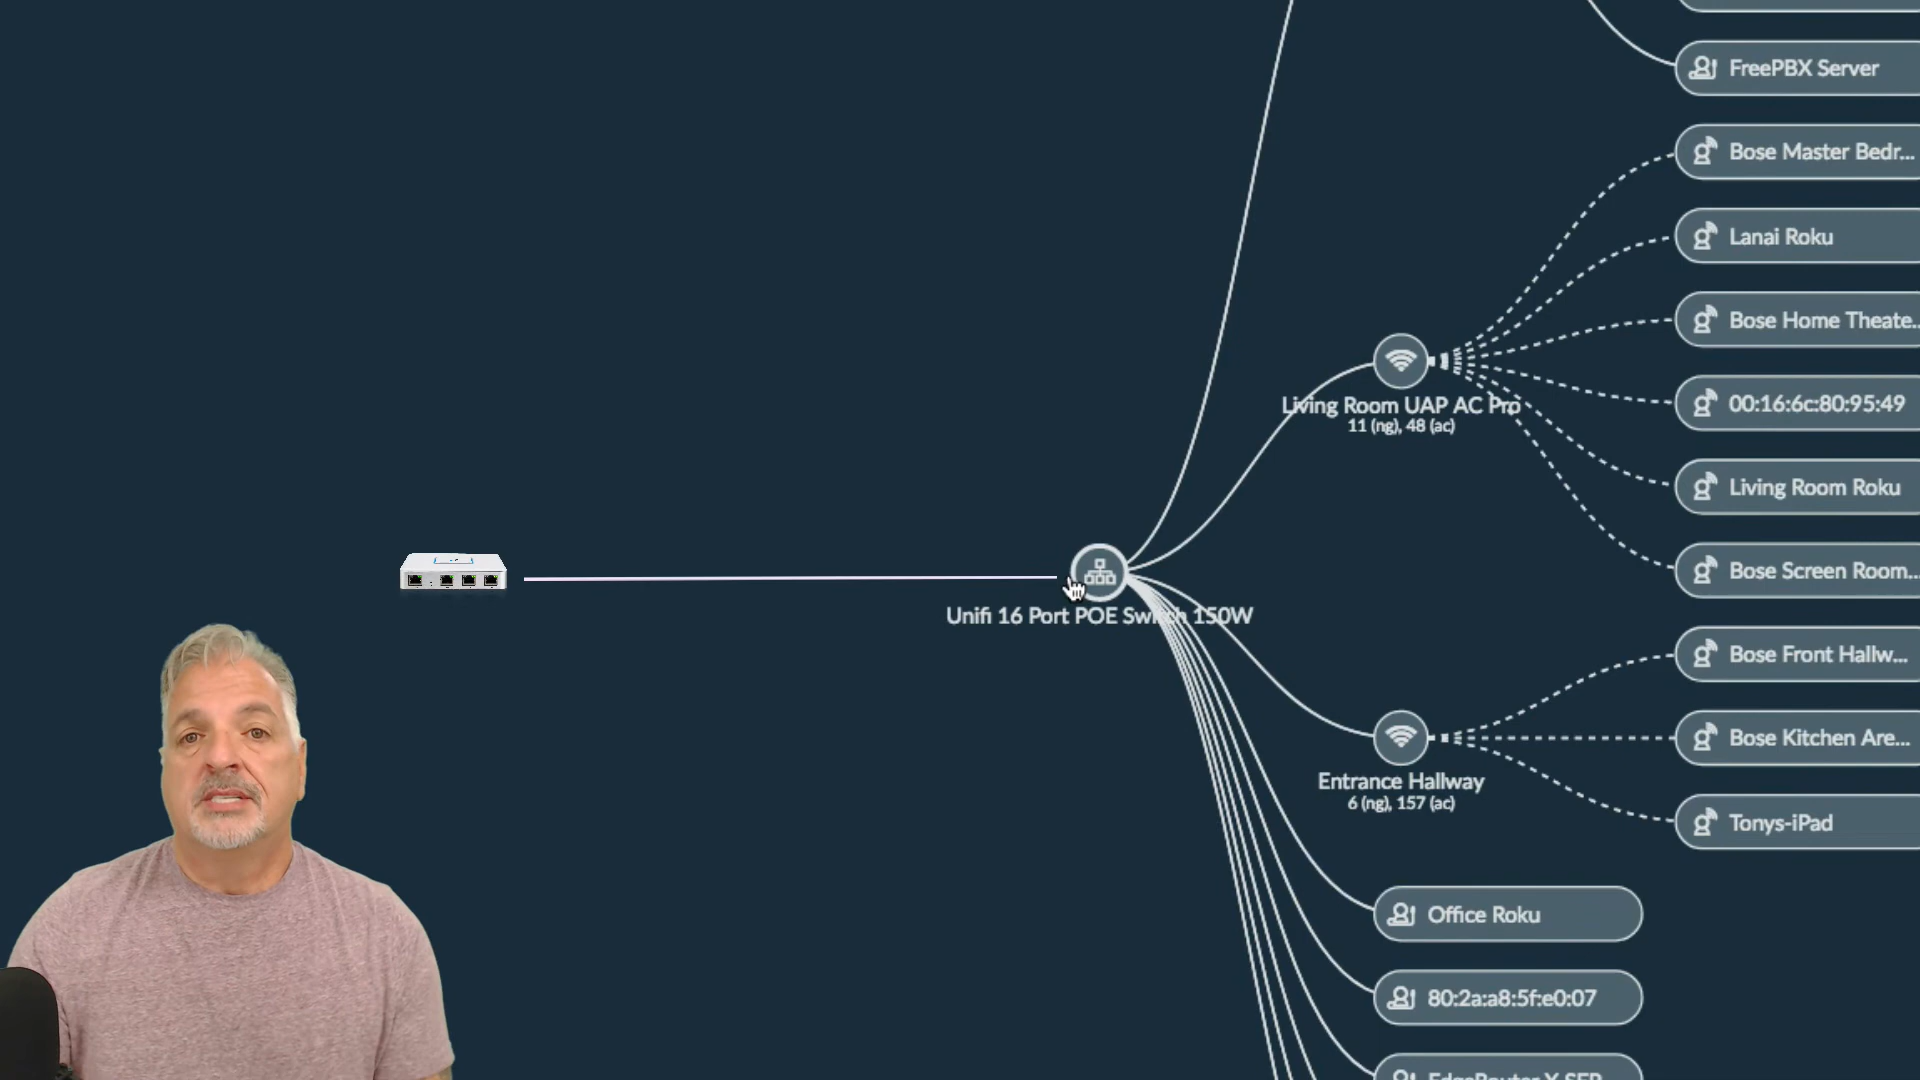 FreePBX Server
Bose Master Bedr...
Lanai Roku
Bose Home Theate...
00:16:6c:80:95:49
Living Room UAP AC Pro
11 (ng), 48 (ac)
Living Room Roku
Bose Screen Room...
Unifi 16 Port POE Switch 150W
Bose Front Hallw...
Bose Kitchen Are...
Entrance Hallway
6 (ng), 157 (ac)
Tonys-iPad
Office Roku
80:2a:a8:5f:e0:07
EdgeRouter X SFP